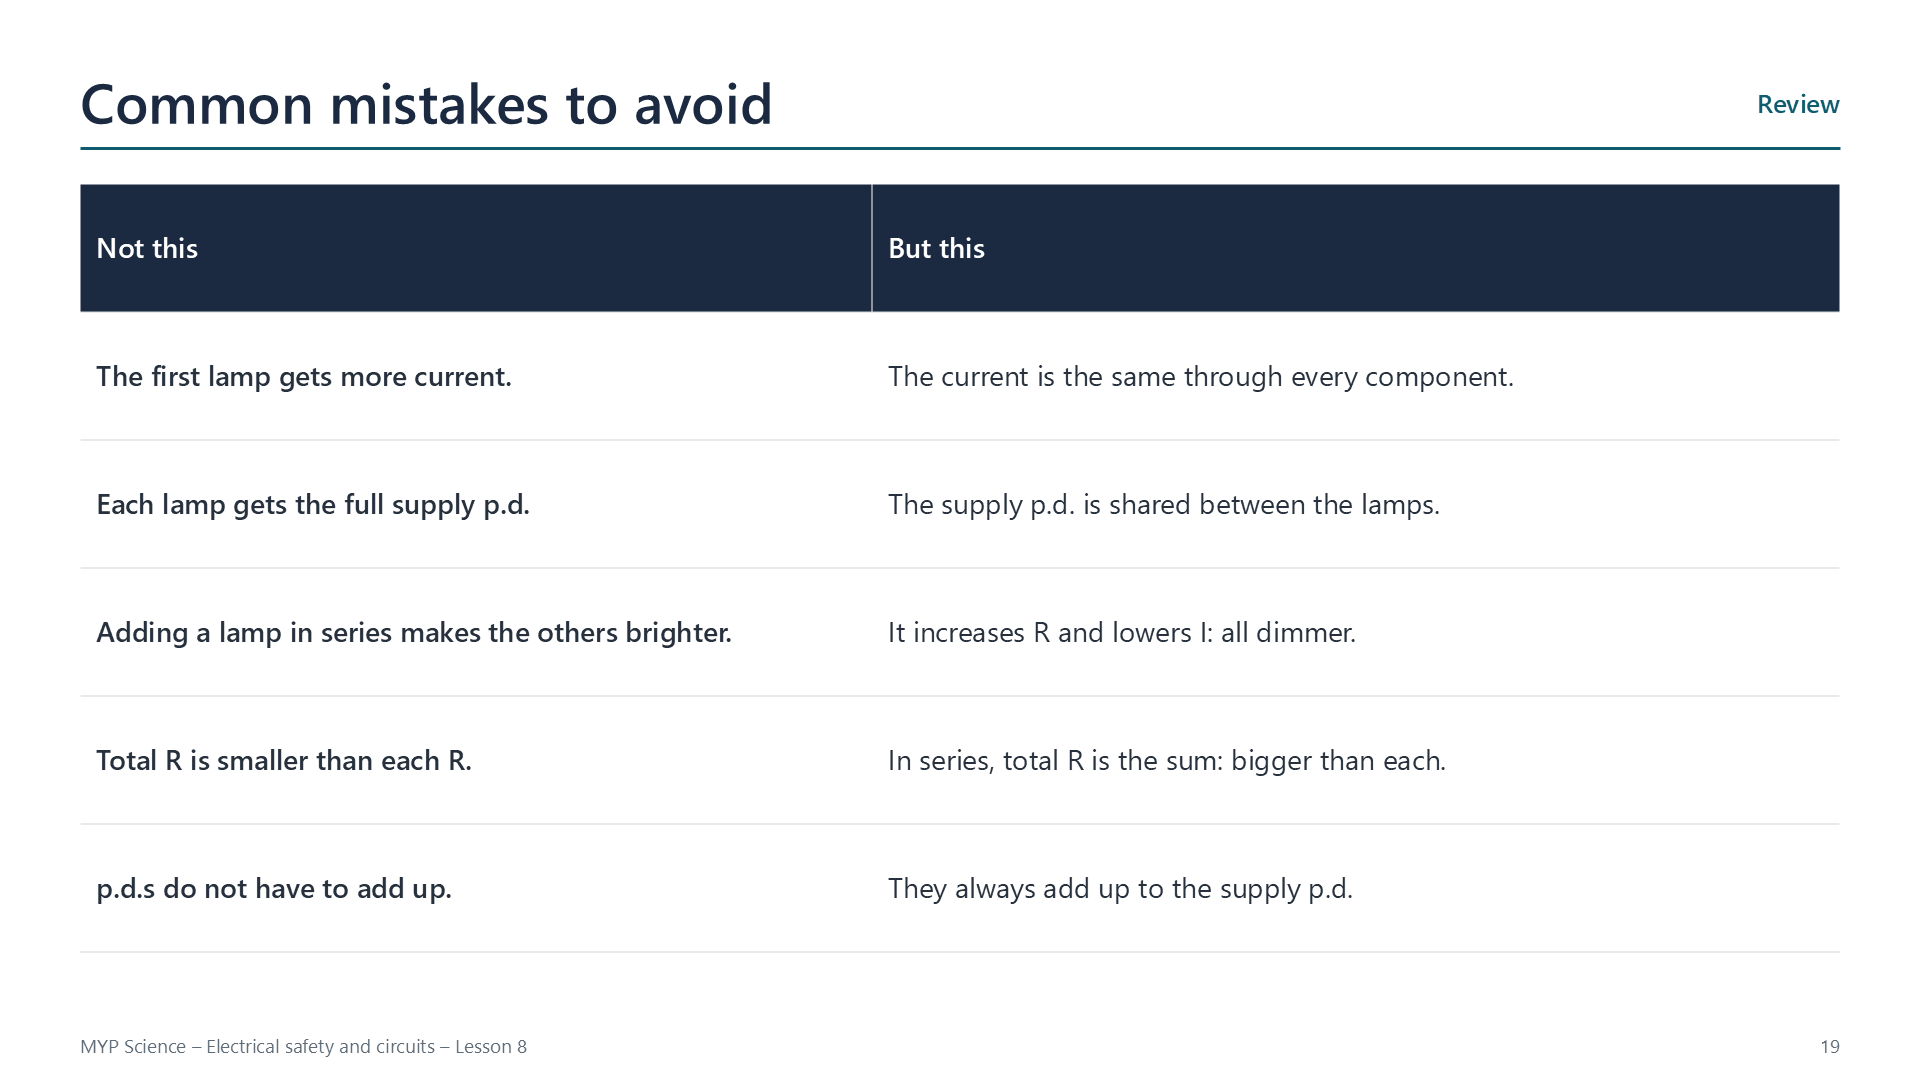 Common mistakes to avoid
Review
Not this
But this
The first lamp gets more current.
The current is the same through every component.
Each lamp gets the full supply p.d.
The supply p.d. is shared between the lamps.
Adding a lamp in series makes the others brighter.
It increases R and lowers I: all dimmer.
Total R is smaller than each R.
In series, total R is the sum: bigger than each.
p.d.s do not have to add up.
They always add up to the supply p.d.
MYP Science – Electrical safety and circuits – Lesson 8
19